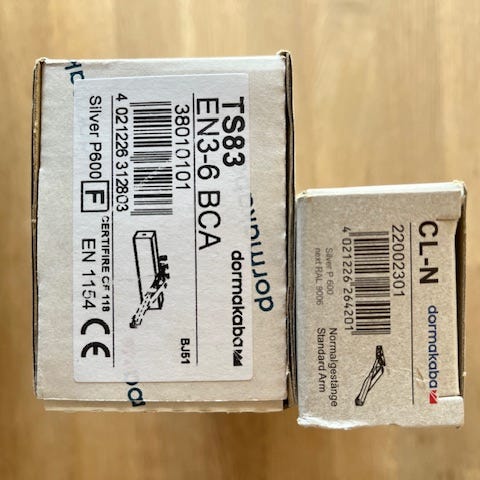 TS83
EN3-6 BCA
38010101
4 021226 312803
Silver P600
F
CERTIFIRE CF 118
EN 1154
CE
dormakaba
BJ51
dormakaba
CL-N
22002301
4 021226 264201
Silver P 600
next RAL 9006
Normalgestänge
Standard Arm
dormakaba